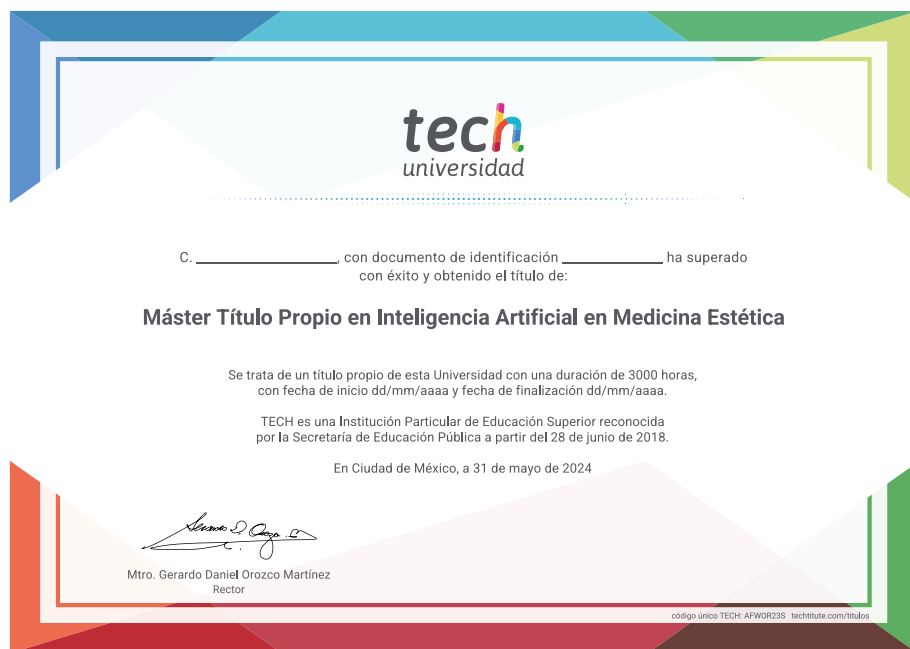 tech
universidad
C. ____________, con documento de identificación ____________ ha superado
con éxito y obtenido el título de:
Máster Título Propio en Inteligencia Artificial en Medicina Estética
Se trata de un título propio de esta Universidad con una duración de 3000 horas,
con fecha de inicio dd/mm/aaaa y fecha de finalización dd/mm/aaaa.
TECH es una Institución Particular de Educación Superior reconocida
por la Secretaría de Educación Pública a partir del 28 de junio de 2018.
En Ciudad de México, a 31 de mayo de 2024
Mtro. Gerardo Daniel Orozco Martínez
Rector
código único TECH: AFWOR23S techtitute.com/titulos